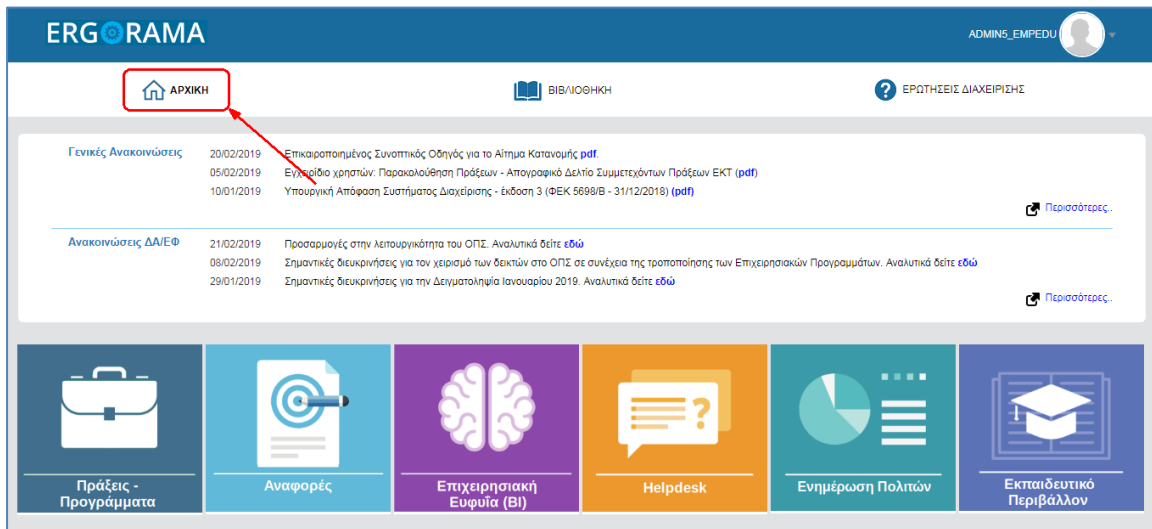 ERGORAMA
ADMIN5_EMPEDU
ΑΡΧΙΚΗ
ΒΙΒΛΙΟΘΗΚΗ
ΕΡΩΤΗΣΕΙΣ ΔΙΑΧΕΙΡΙΣΗΣ
Γενικές Ανακοινώσεις
20/02/2019 Επικαιροποιημένος Συνοπτικός Οδηγός για το Αίτημα Κατανομής pdf.
05/02/2019 Εγχειρίδιο χρηστών: Παρακολούθηση Πράξεων - Απογραφικό Δελτίο Συμμετεχόντων Πράξεων ΕΚΤ (pdf)
10/01/2019 Υπουργική Απόφαση Συστήματος Διαχείρισης - έκδοση 3 (ΦΕΚ 5698/Β - 31/12/2018) (pdf)
Περισσότερες..
Ανακοινώσεις ΔΑ/ΕΦ
21/02/2019 Προσαρμογές στην λειτουργικότητα του ΟΠΣ. Αναλυτικά δείτε εδώ
08/02/2019 Σημαντικές διευκρινήσεις για τον χειρισμό των δεικτών στο ΟΠΣ σε συνέχεια της τροποποίησης των Επιχειρησιακών Προγραμμάτων. Αναλυτικά δείτε εδώ
29/01/2019 Σημαντικές διευκρινήσεις για την Δειγματοληψία Ιανουαρίου 2019. Αναλυτικά δείτε εδώ
Περισσότερες..
Πράξεις -
Προγράμματα
Αναφορές
Επιχειρησιακή
Ευφυΐα (BI)
Helpdesk
Ενημέρωση Πολιτών
Εκπαιδευτικό
Περιβάλλον